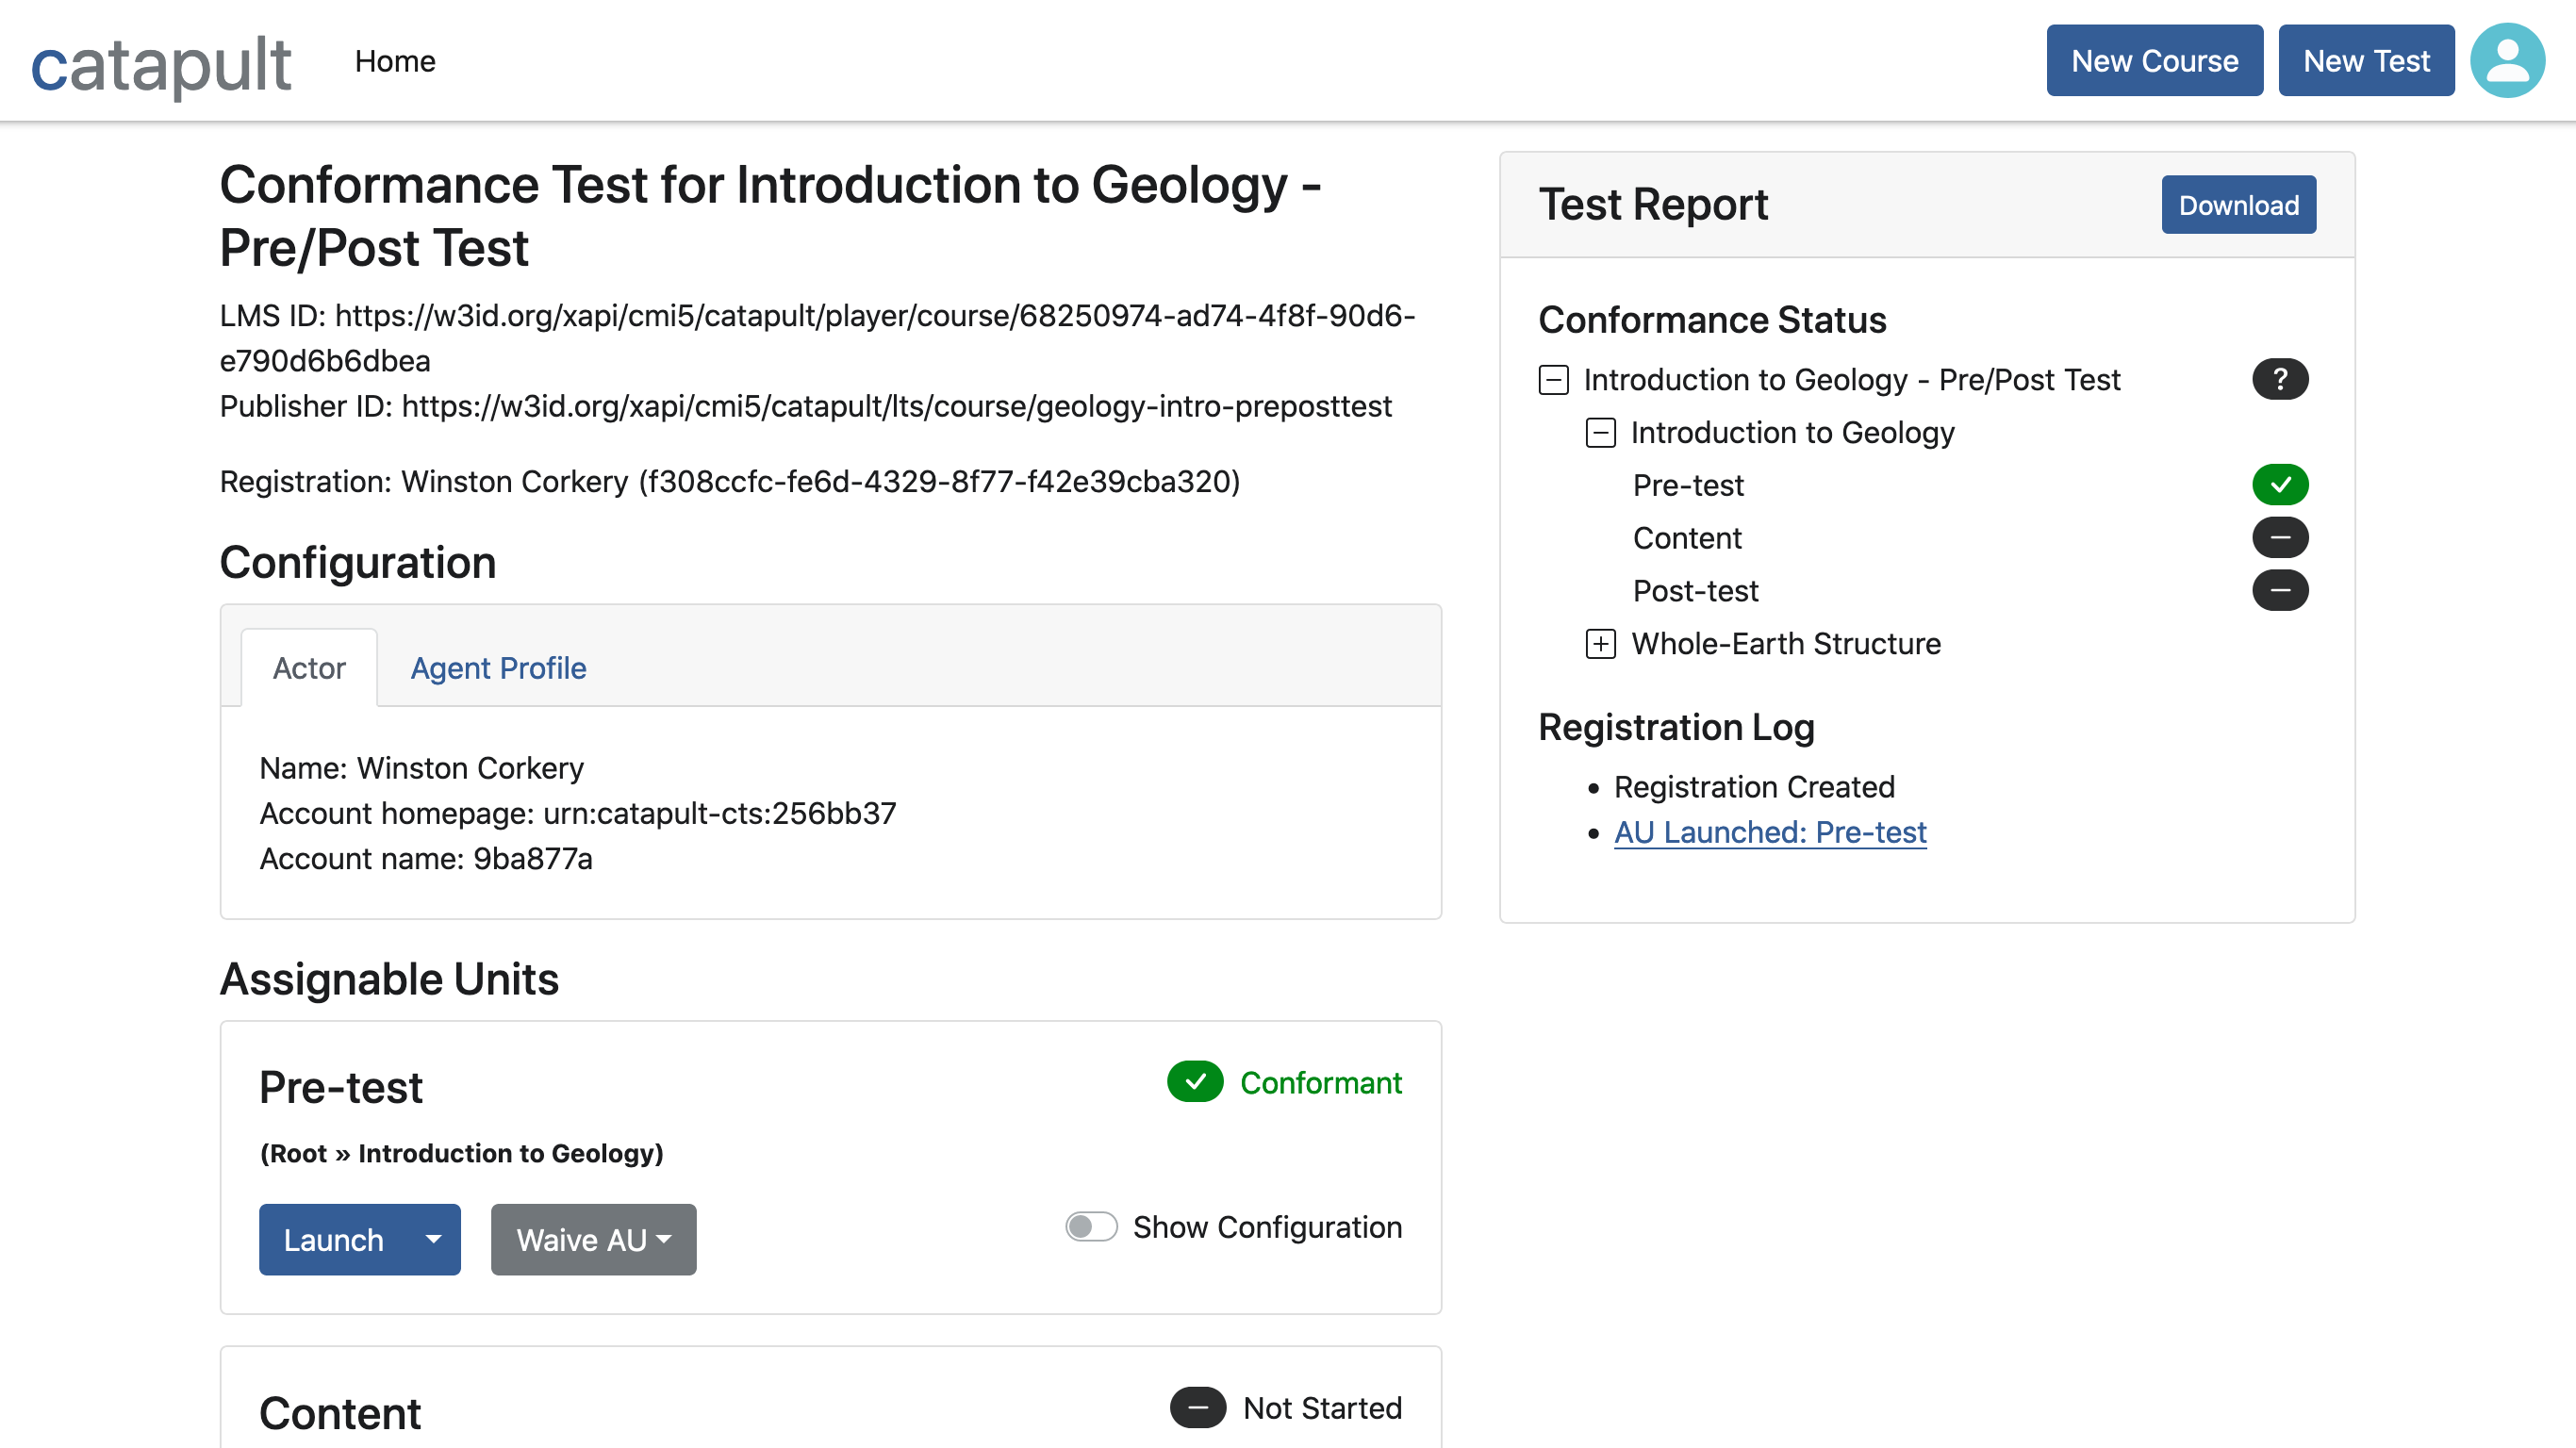 catapult
Home
New Course
New Test
Conformance Test for Introduction to Geology -
Pre/Post Test
LMS ID: https://w3id.org/xapi/cmi5/catapult/player/course/68250974-ad74-4f8f-90d6-
e790d6b6dbea
Publisher ID: https://w3id.org/xapi/cmi5/catapult/lts/course/geology-intro-preposttest
Registration: Winston Corkery (f308ccfc-fe6d-4329-8f77-f42e39cba320)
Configuration
Actor
Agent Profile
Name: Winston Corkery
Account homepage: urn:catapult-cts:256bb37
Account name: 9ba877a
Assignable Units
Pre-test
Conformant
(Root » Introduction to Geology)
Launch
Waive AU
Show Configuration
Content
Not Started
Test Report
Download
Conformance Status
Introduction to Geology - Pre/Post Test
?
Introduction to Geology
Pre-test
Content
Post-test
Whole-Earth Structure
Registration Log
• Registration Created
• AU Launched: Pre-test